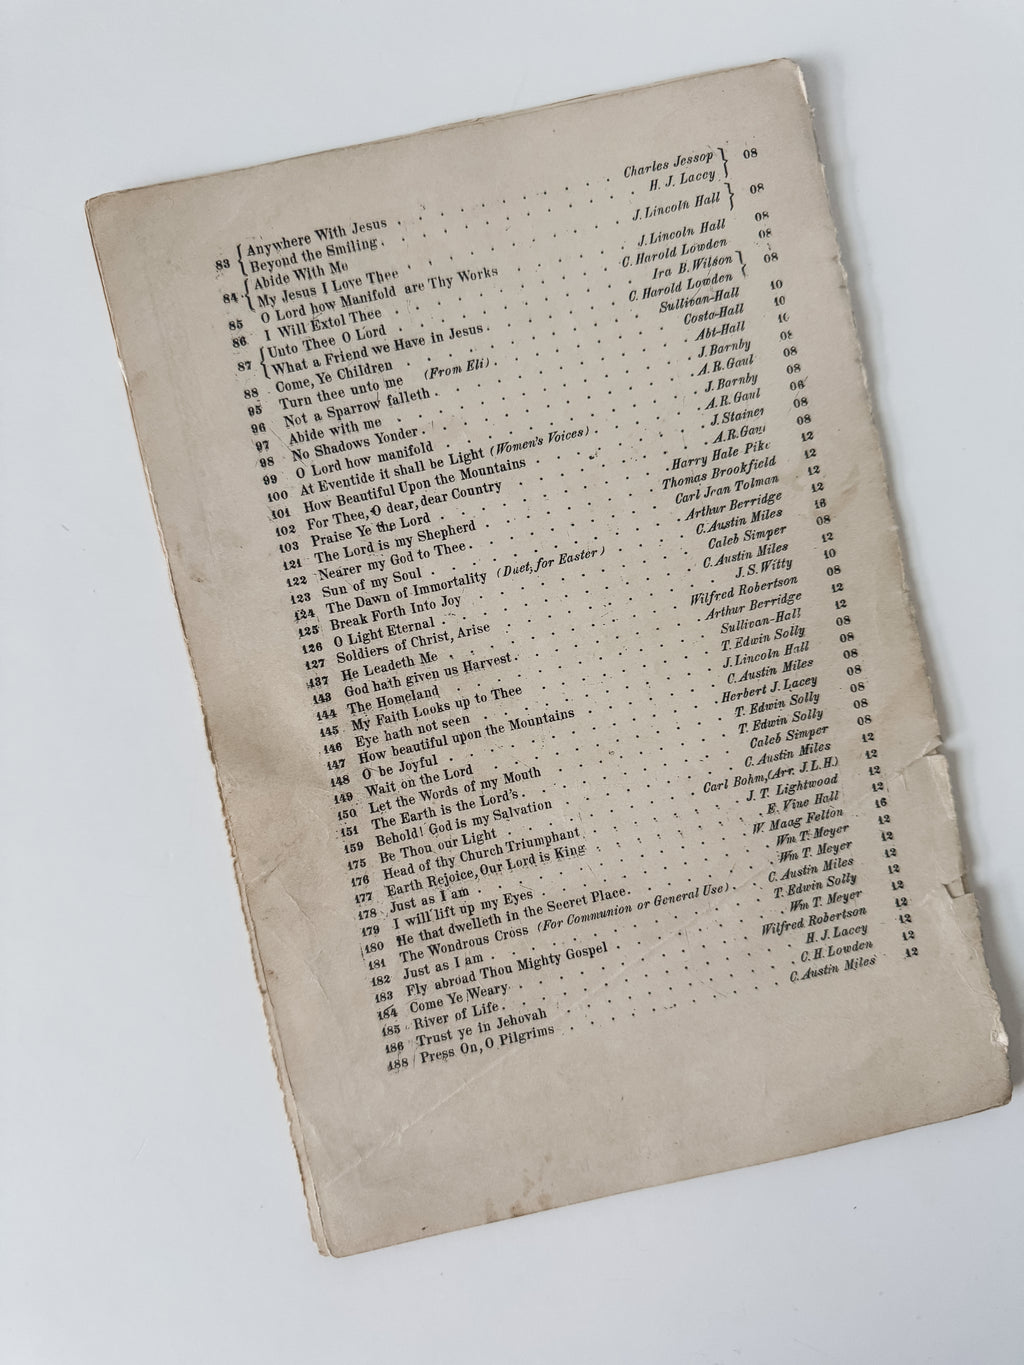 83 { Anywhere With Jesus . . . . . . . . Charles Jessop } 08
Beyond the Smiling . . . . . . . . H. J. Lacey
84 { Abide With Me
My Jesus I Love Thee . . . . . . . . J. Lincoln Hall } 08
85 O Lord how Manifold are Thy Works . . . . . J. Lincoln Hall 08
86 I Will Extol Thee . . . . . . . . C. Harold Lowden 08
87 { Unto Thee O Lord . . . . . . . . Ira B. Wilson } 08
What a Friend we Have in Jesus . . . . . . C. Harold Lowden
88 Come, Ye Children . . . . . . . . Sullivan-Hall 10
95 Turn thee unto me (From Eli) . . . . . . Costa-Hall 10
96 Not a Sparrow falleth . . . . . . . . Abt-Hall 10
97 Abide with me . . . . . . . . J. Barnby 08
98 No Shadows Yonder . . . . . . . . A. R. Gaul 08
99 O Lord how manifold . . . . . . . . J. Barnby 08
100 At Eventide it shall be Light (Women's Voices) . . . A. R. Gaul 08
101 How Beautiful Upon the Mountains . . . . . J. Stainer 08
102 For Thee, O dear, dear Country . . . . . . A. R. Gaul 08
103 Praise Ye the Lord . . . . . . . . Harry Hale Pike 12
121 The Lord is my Shepherd . . . . . . Thomas Brookfield 12
122 Nearer my God to Thee . . . . . . Carl Jean Tolman 12
123 Sun of my Soul . . . . . . . . Arthur Berridge 12
124 The Dawn of Immortality (Duet, for Easter) . . . C. Austin Miles 16
125 Break Forth Into Joy . . . . . . . . Caleb Simper 08
126 O Light Eternal . . . . . . . . C. Austin Miles 12
127 Soldiers of Christ, Arise . . . . . . . . J. S. Witty 10
137 He Leadeth Me . . . . . . . . Wilfred Robertson 08
143 God hath given us Harvest . . . . . . Arthur Berridge 12
144 The Homeland . . . . . . . . Sullivan-Hall 12
145 My Faith Looks up to Thee . . . . . . T. Edwin Solly 08
146 Eye hath not seen . . . . . . . . J. Lincoln Hall 08
147 How beautiful upon the Mountains . . . . . C. Austin Miles 08
148 O be Joyful . . . . . . . . Herbert J. Lacey 08
149 Wait on the Lord . . . . . . . . T. Edwin Solly 08
150 Let the Words of my Mouth . . . . . . T. Edwin Solly 08
151 The Earth is the Lord's . . . . . . . . Caleb Simper 08
159 Behold! God is my Salvation . . . . . . C. Austin Miles 12
175 Be Thou our Light . . . . . . Carl Bohm, (Arr. J. L. H.) 12
176 Head of thy Church Triumphant . . . . . J. T. Lightwood 12
177 Earth Rejoice, Our Lord is King . . . . . . E. Vine Hall 12
178 Just as I am . . . . . . . . W. Maag Felton 16
179 I will lift up my Eyes . . . . . . . . Wm T. Meyer 12
180 He that dwelleth in the Secret Place . . . . . Wm T. Meyer 12
181 The Wondrous Cross (For Communion or General Use) . C. Austin Miles 12
182 Just as I am . . . . . . . . T. Edwin Solly 12
183 Fly abroad Thou Mighty Gospel . . . . . . Wm T. Meyer 12
184 Come Ye Weary . . . . . . . . Wilfred Robertson 12
185 River of Life . . . . . . . . H. J. Lacey 12
186 Trust ye in Jehovah . . . . . . . . C. H. Lowden 12
188 Press On, O Pilgrims . . . . . . . . C. Austin Miles 12